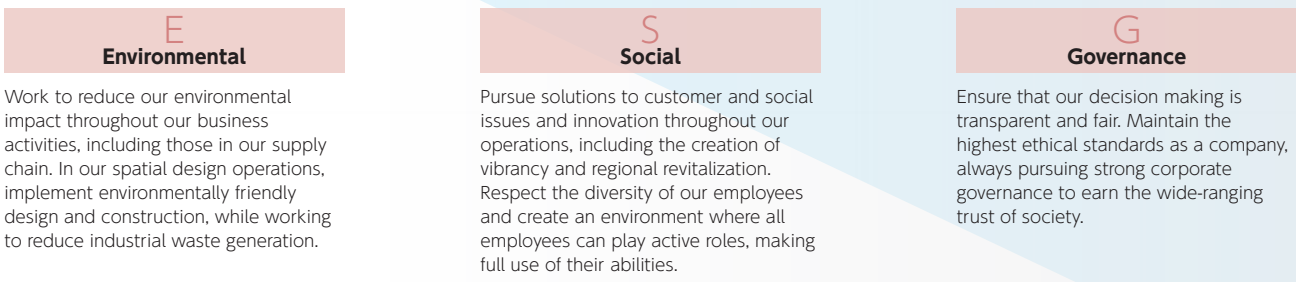 E
Environmental
Work to reduce our environmental
impact throughout our business
activities, including those in our supply
chain. In our spatial design operations,
implement environmentally friendly
design and construction, while working
to reduce industrial waste generation.
S
Social
Pursue solutions to customer and social
issues and innovation throughout our
operations, including the creation of
vibrancy and regional revitalization.
Respect the diversity of our employees
and create an environment where all
employees can play active roles, making
full use of their abilities.
G
Governance
Ensure that our decision making is
transparent and fair. Maintain the
highest ethical standards as a company,
always pursuing strong corporate
governance to earn the wide-ranging
trust of society.